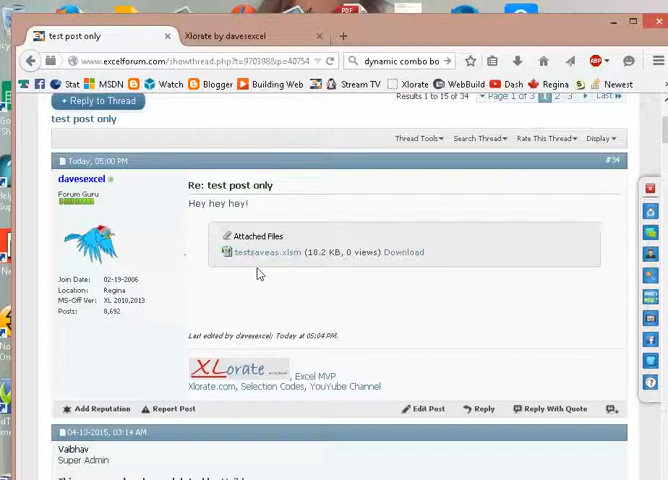 PDF
test post only
Xlorate by davesexcel
www.excelforum.com/showthread.php?t=970398&p=40754
dynamic combo bo
ABP
Stat
MSDN
Watch
Blogger
Building Web
Stream TV
Xlorate
WebBuild
Dash
Regina
Newest
+ Reply to Thread
Results 1 to 15 of 34
Page 1 of 3
1
2
3
Last
test post only
Thread Tools
Search Thread
Rate This Thread
Display
Today, 05:00 PM
#34
davesexcel
Forum Guru
Re: test post only
Hey hey hey!
Attached Files
testsaveas.xlsm (18.2 KB, 0 views) Download
Join Date: 02-19-2006
Location: Regina
MS-Off Ver: XL 2010,2013
Posts: 8,692
Last edited by davesexcel; Today at 05:04 PM.
XLorate
, Excel MVP
Xlorate.com, Selection Codes, YouTube Channel
Add Reputation
Report Post
Edit Post
Reply
Reply With Quote
04-13-2015, 03:14 AM
Vaibhav
Super Admin